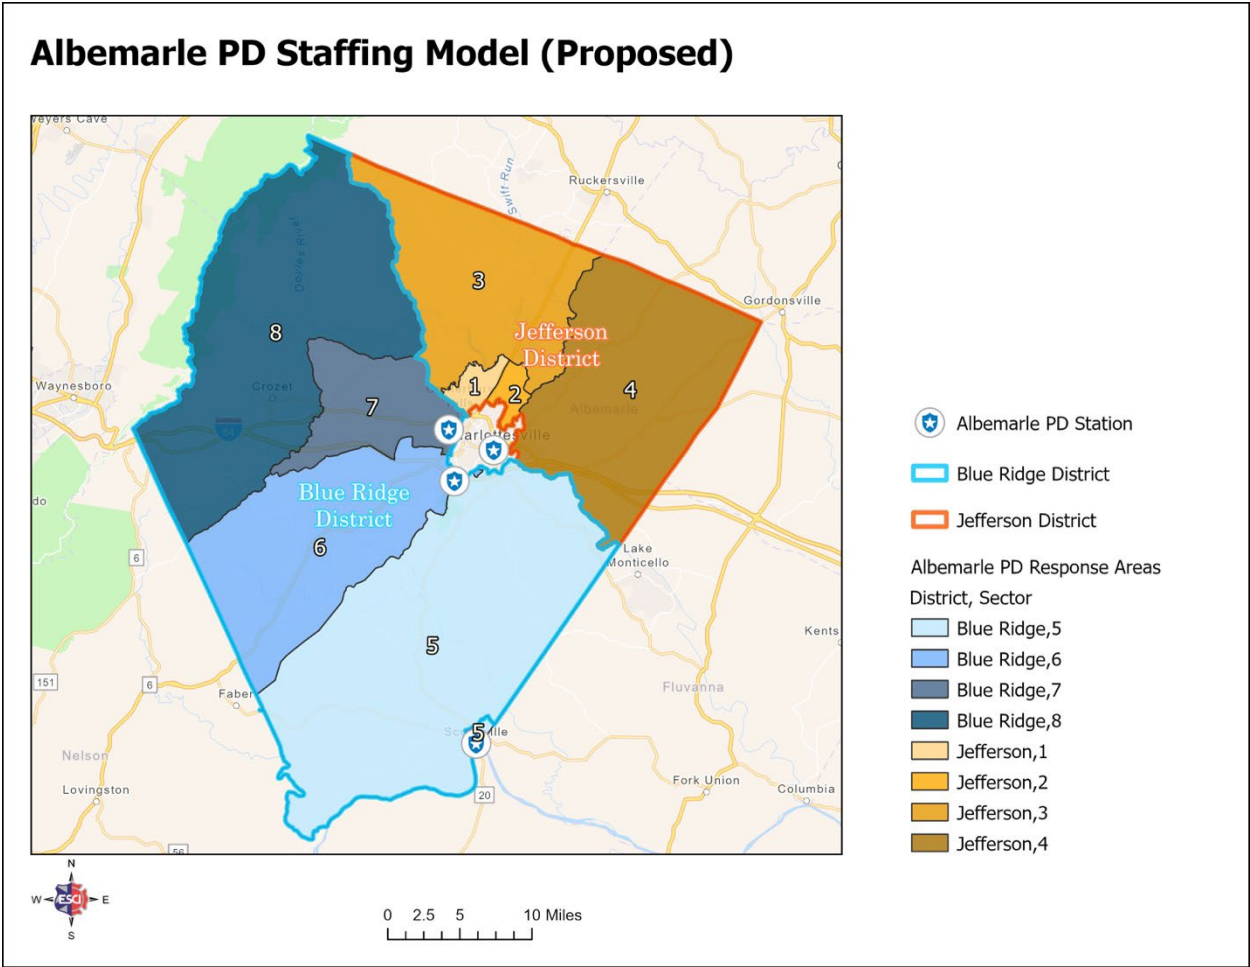 Albemarle PD Staffing Model (Proposed)
Weyers Cave
Swift Run
Ruckersville
Doyles River
3
Gordonsville
8
Jefferson
District
Waynesboro
Crozet
1
2
4
7
Albemarle
64
Charlottesville
Blue Ridge
District
6
6
Lake
Monticello
5
Kents
151
6
Faber
Fluvanna
5
Nelson
Lovingston
20
Fork Union
Columbia
56
Albemarle PD Station
Blue Ridge District
Jefferson District
Albemarle PD Response Areas
District, Sector
Blue Ridge,5
Blue Ridge,6
Blue Ridge,7
Blue Ridge,8
Jefferson,1
Jefferson,2
Jefferson,3
Jefferson,4
N
W
ESCI
E
S
0 2.5 5 10 Miles